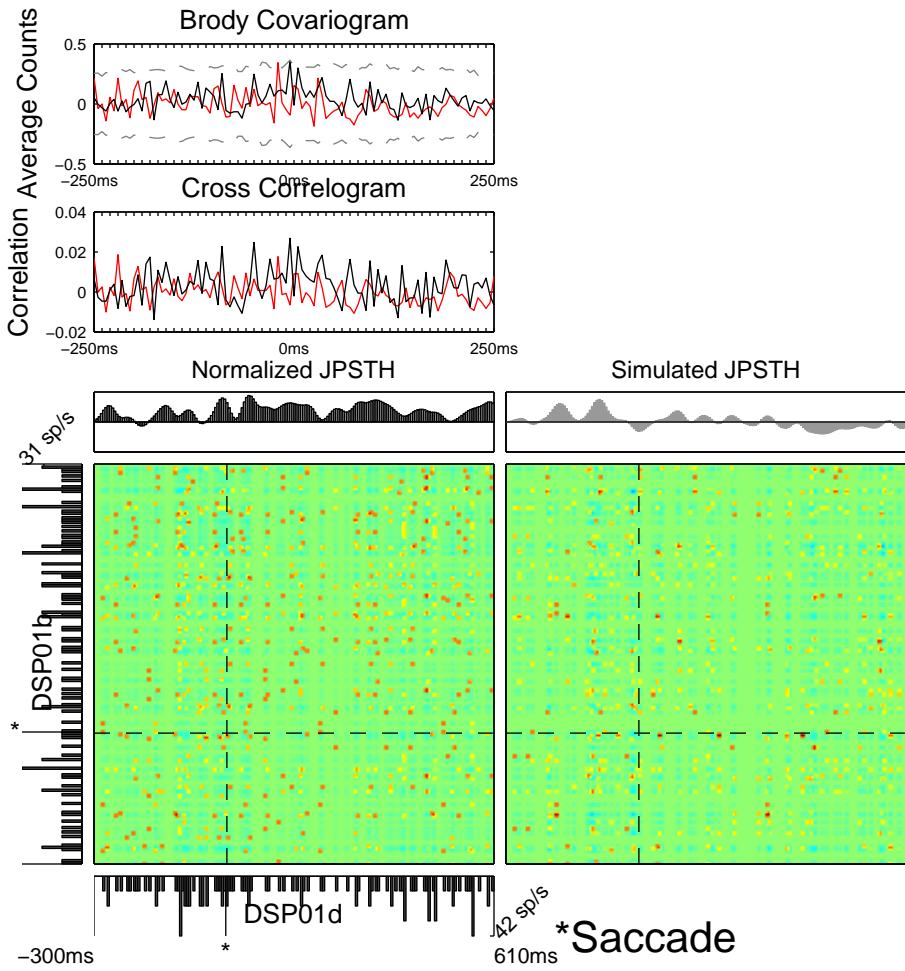 Brody Covariogram
Average Counts
0.5
0
−0.5
−250ms
0ms
250ms
Cross Correlogram
Correlation
0.04
0.02
0
−0.02
−250ms
0ms
250ms
Normalized JPSTH
Simulated JPSTH
31 sp/s
DSP01b
*
DSP01d
*
42 sp/s
−300ms
610ms
*Saccade